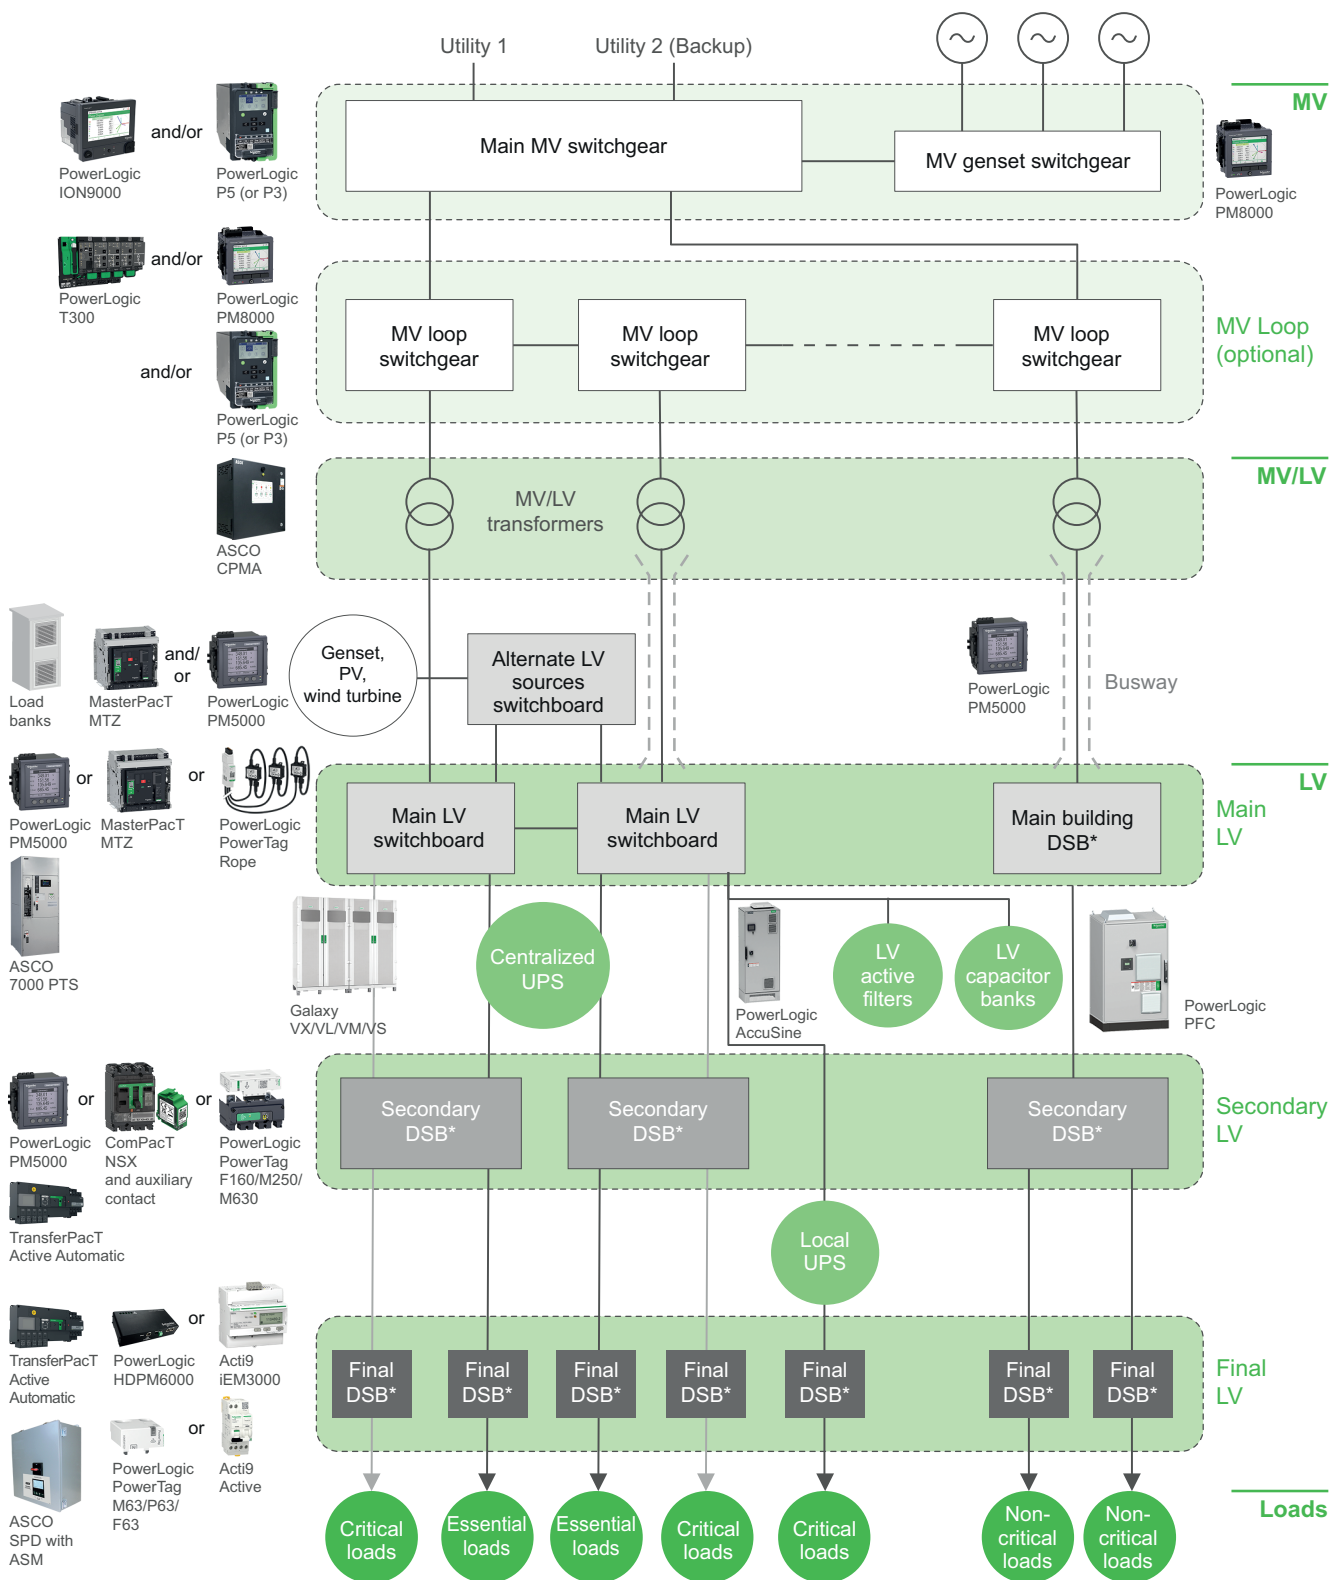 Utility 1
Utility 2 (Backup)
MV
Main MV switchgear
MV genset switchgear
and/or
PowerLogic
ION9000
PowerLogic
P5 (or P3)
PowerLogic
PM8000
and/or
PowerLogic
T300
PowerLogic
PM8000
and/or
PowerLogic
P5 (or P3)
MV loop
switchgear
MV loop
switchgear
MV loop
switchgear
MV Loop
(optional)
MV/LV
MV/LV
transformers
ASCO
CPMA
Load
banks
MasterPacT
MTZ
and/
or
PowerLogic
PM5000
Genset,
PV,
wind turbine
Alternate LV
sources
switchboard
PowerLogic
PM5000
Busway
LV
Main
LV
PowerLogic
PM5000
or
MasterPacT
MTZ
or
PowerLogic
PowerTag
Rope
Main LV
switchboard
Main LV
switchboard
Main building
DSB*
ASCO
7000 PTS
Galaxy
VX/VL/VM/VS
Centralized
UPS
PowerLogic
AccuSine
LV
active
filters
LV
capacitor
banks
PowerLogic
PFC
PowerLogic
PM5000
or
ComPacT
NSX
and auxiliary
contact
or
PowerLogic
PowerTag
F160/M250/
M630
Secondary
DSB*
Secondary
DSB*
Secondary
DSB*
Secondary
LV
TransferPacT
Active Automatic
Local
UPS
TransferPacT
Active
Automatic
PowerLogic
HDPM6000
or
Acti9
iEM3000
Final
DSB*
Final
DSB*
Final
DSB*
Final
DSB*
Final
DSB*
Final
DSB*
Final
DSB*
Final
LV
ASCO
SPD with
ASM
PowerLogic
PowerTag
M63/P63/
F63
or
Acti9
Active
Critical
loads
Essential
loads
Essential
loads
Critical
loads
Critical
loads
Non-
critical
loads
Non-
critical
loads
Loads